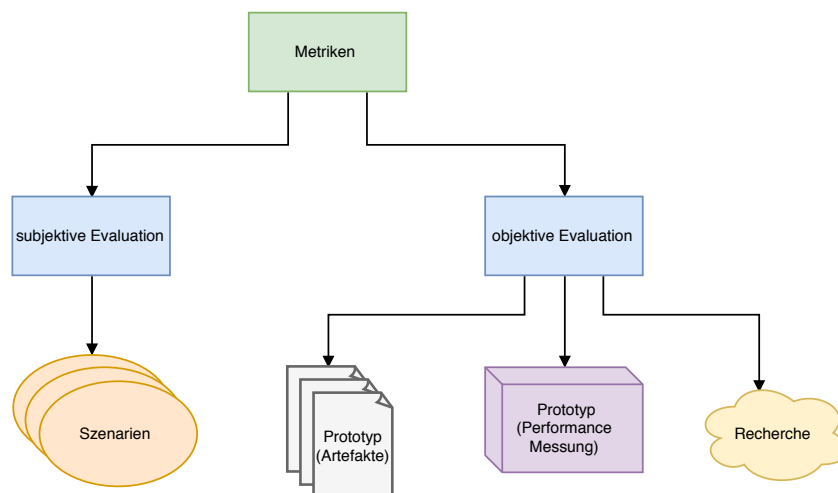 Metriken
subjektive Evaluation
objektive Evaluation
Szenarien
Prototyp
(Artefakte)
Prototyp
(Performance
Messung)
Recherche